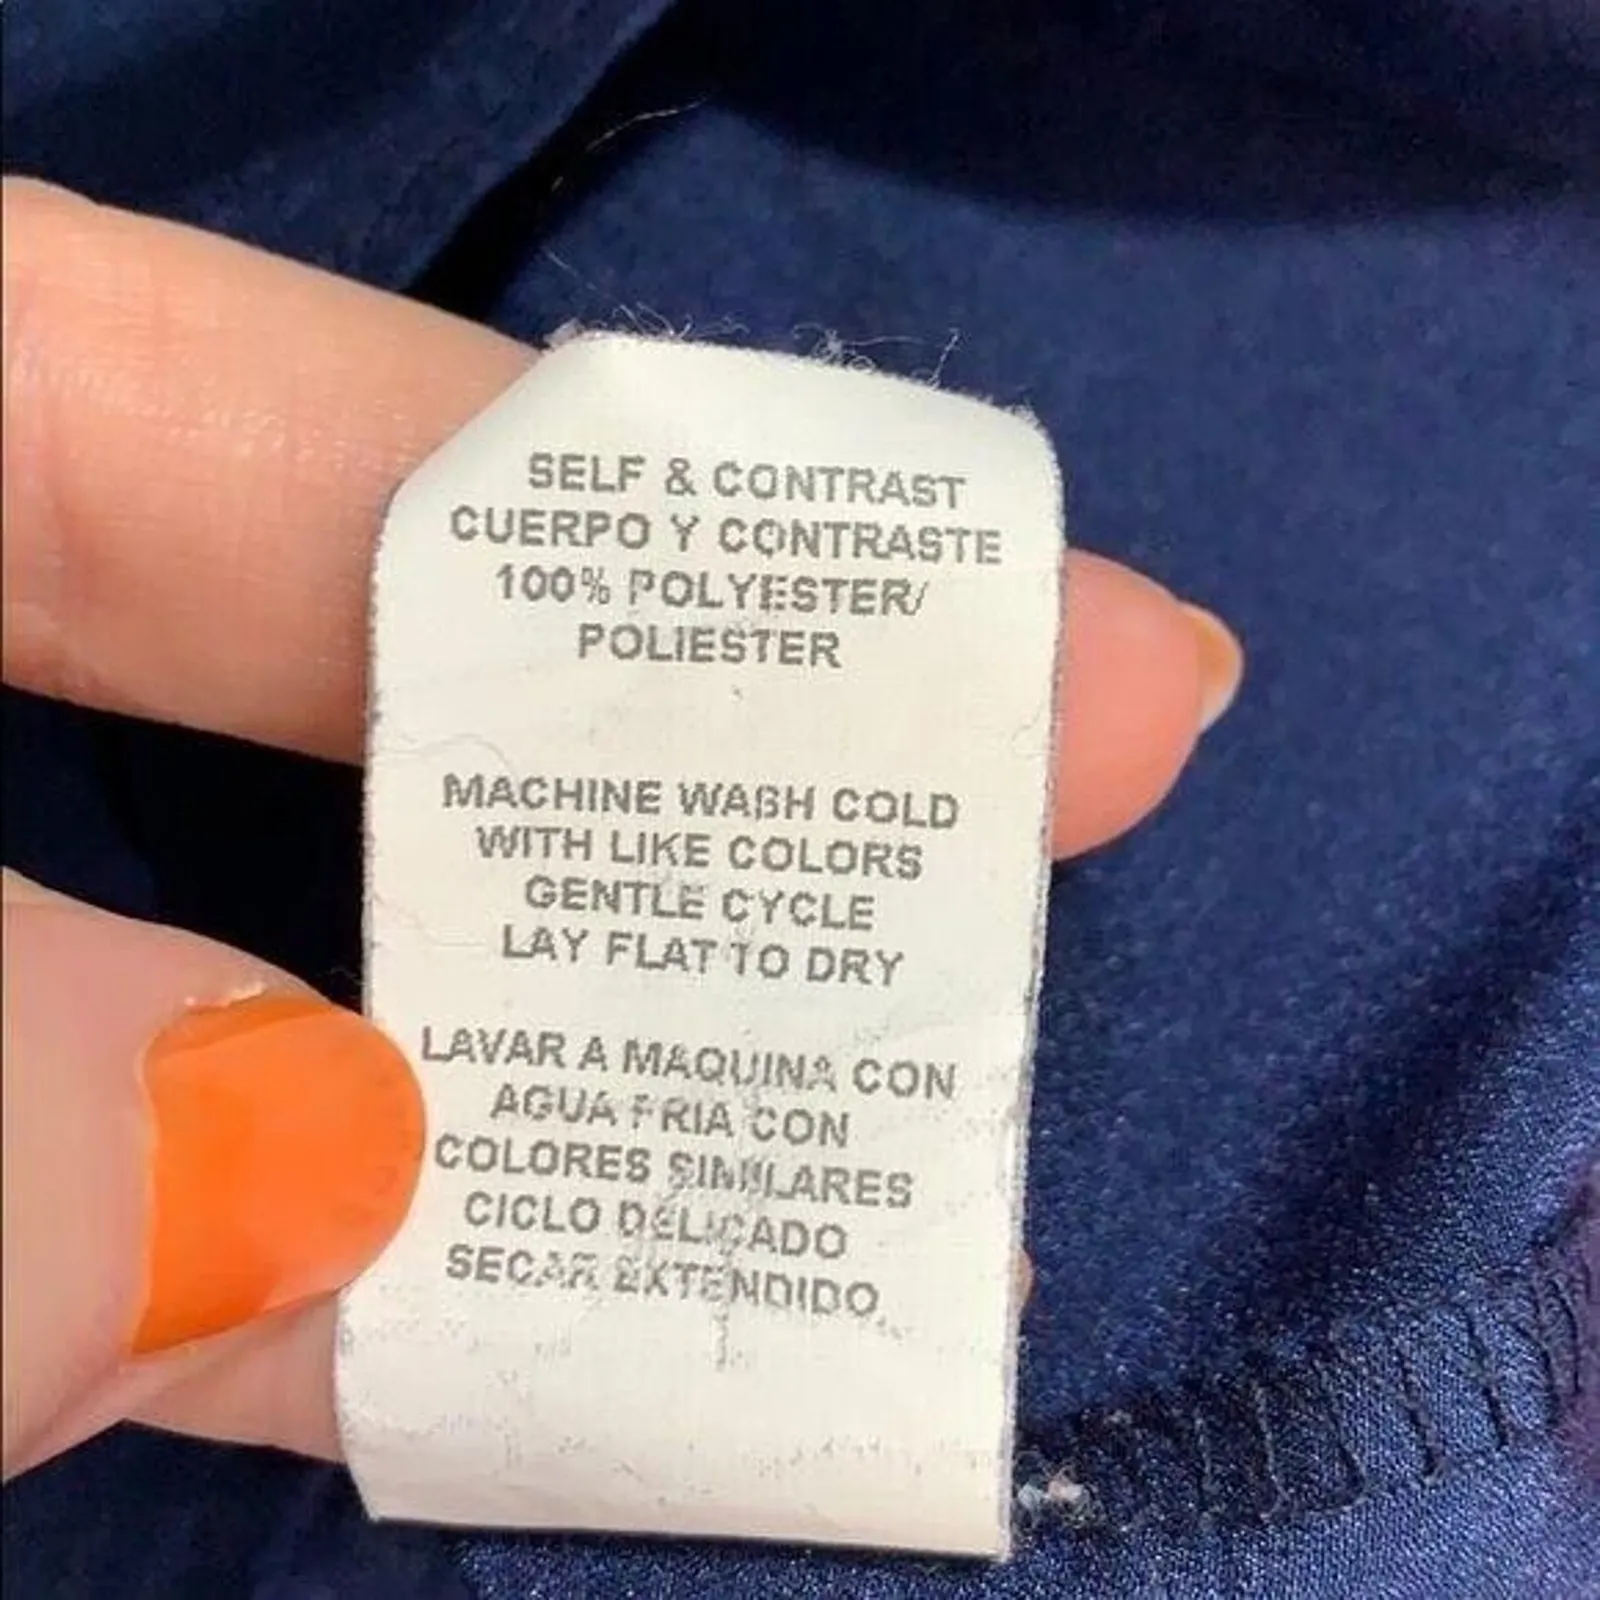 SELF & CONTRAST
CUERPO Y CONTRASTE
100% POLYESTER/
POLIESTER
MACHINE WASH COLD
WITH LIKE COLORS
GENTLE CYCLE
LAY FLAT TO DRY
LAVAR A MAQUINA CON
AGUA FRIA CON
COLORES SIMILARES
CICLO DELICADO
SECAR EXTENDIDO